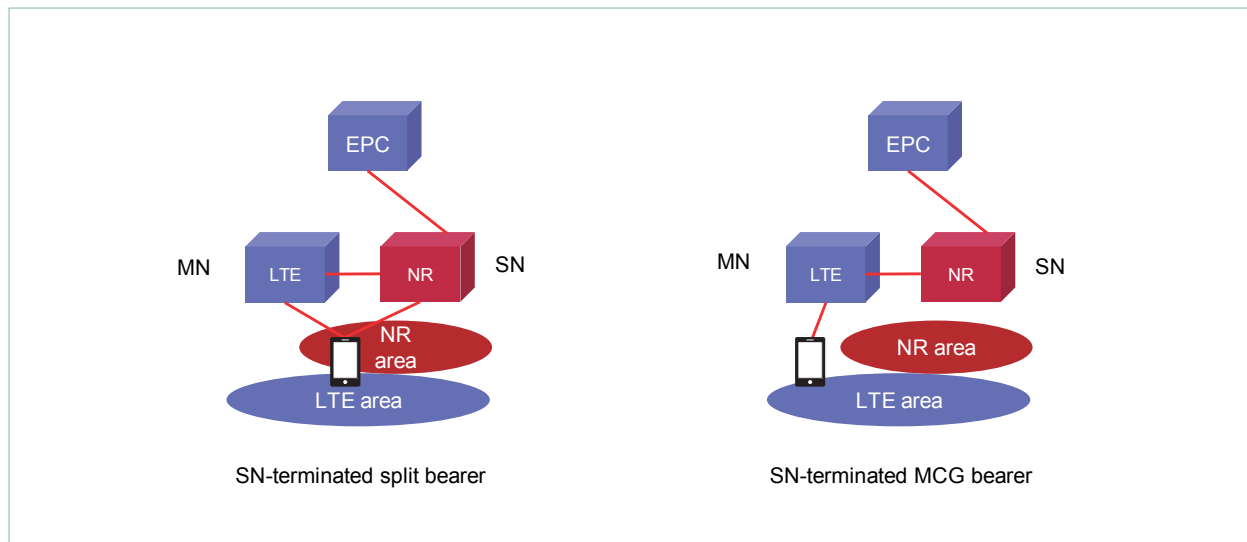 EPC
MN
LTE
NR
SN
NR
area
LTE area
SN-terminated split bearer
EPC
MN
LTE
NR
SN
NR area
LTE area
SN-terminated MCG bearer